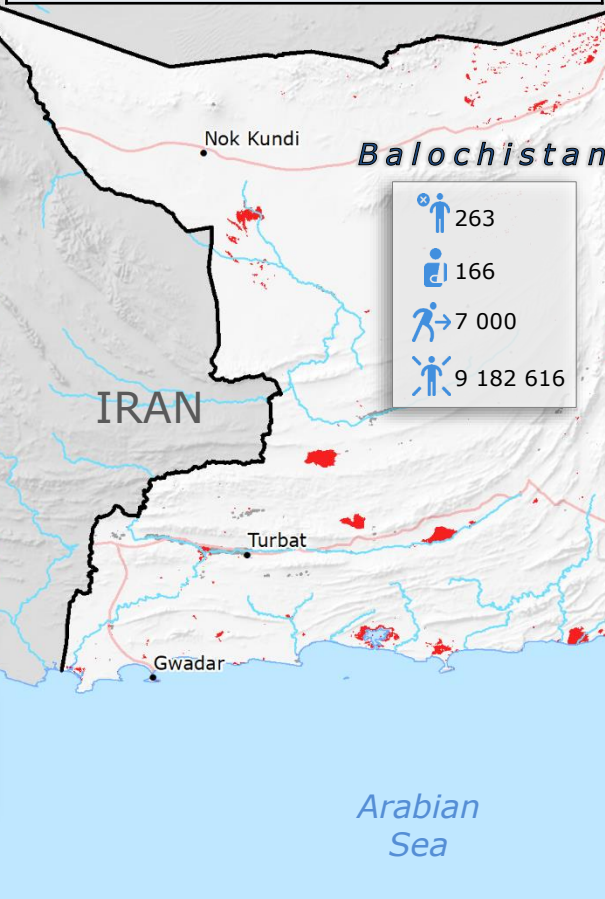 Nok Kundi
Balochistan
263
166
7 000
9 182 616
IRAN
Turbat
Gwadar
Arabian
Sea